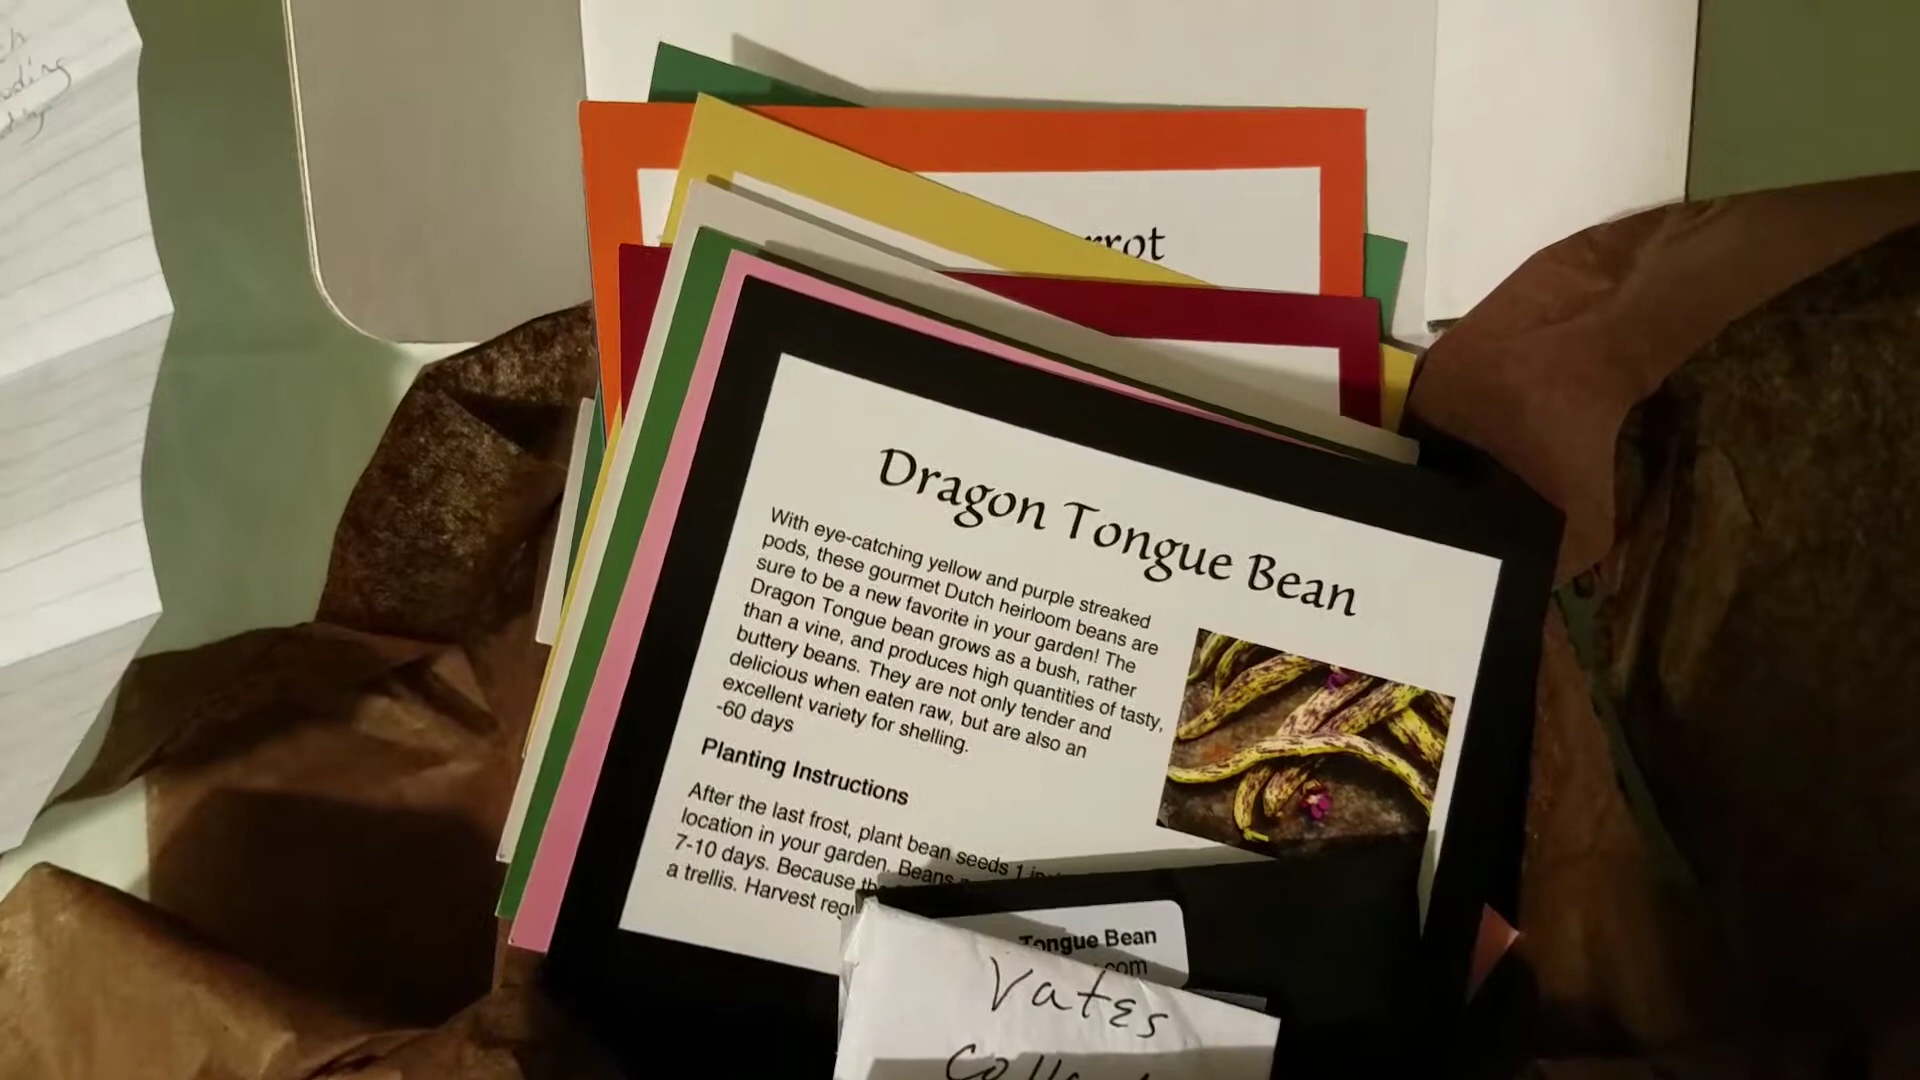 Dragon Tongue Bean
With eye-catching yellow and purple streaked
pods, these gourmet Dutch heirloom beans are
sure to be a new favorite in your garden! The
Dragon Tongue bean grows as a bush, rather
than a vine, and produces high quantities of tasty,
buttery beans. They are not only tender and
delicious when eaten raw, but are also an
excellent variety for shelling.
-60 days
Planting Instructions
After the last frost, plant bean seeds 1
location in your garden. Beans
7-10 days. Because
a trellis. Harvest
Tongue Bean
com
Vates